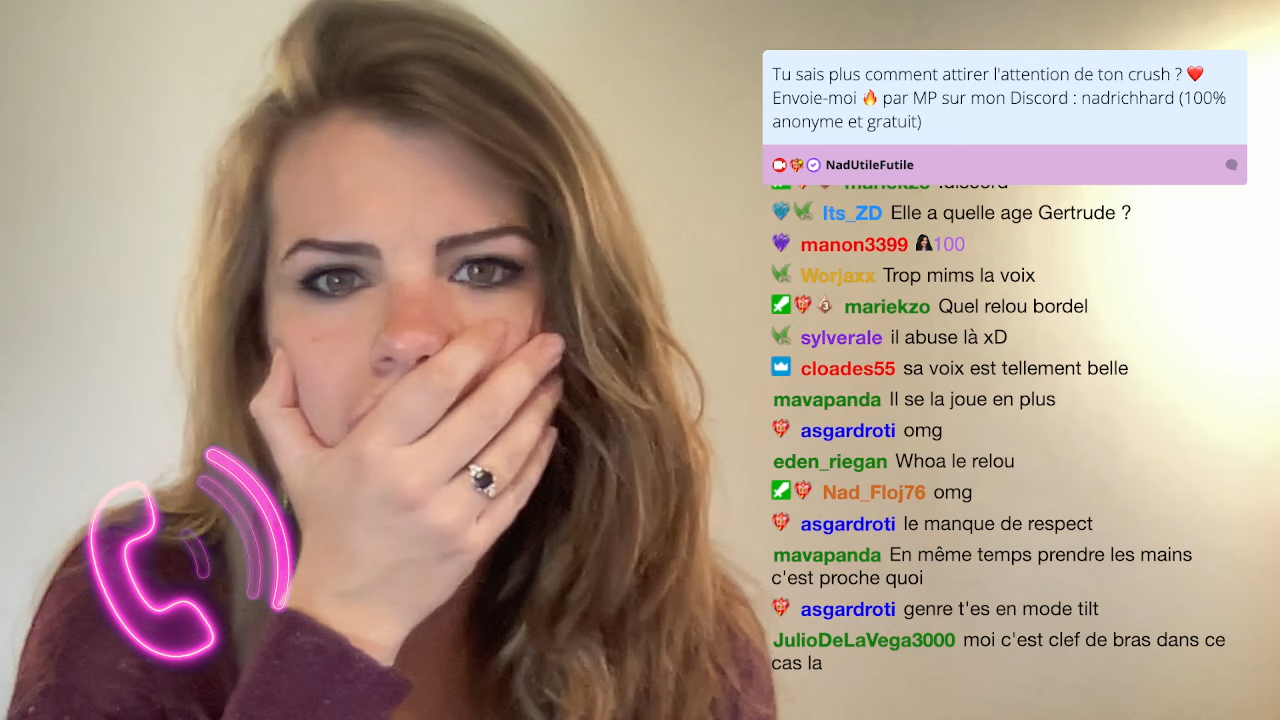 Tu sais plus comment attirer l'attention de ton crush ? ❤️
Envoie-moi 🔥 par MP sur mon Discord : nadrichhard (100%
anonyme et gratuit)
NadUtileFutile
mariekzo !discord
Its_ZD Elle a quelle age Gertrude ?
manon3399 100
Worjaxx Trop mims la voix
3 mariekzo Quel relou bordel
sylverale il abuse là xD
cloades55 sa voix est tellement belle
mavapanda Il se la joue en plus
asgardroti omg
eden_riegan Whoa le relou
Nad_Floj76 omg
asgardroti le manque de respect
mavapanda En même temps prendre les mains
c'est proche quoi
asgardroti genre t'es en mode tilt
JulioDeLaVega3000 moi c'est clef de bras dans ce
cas la